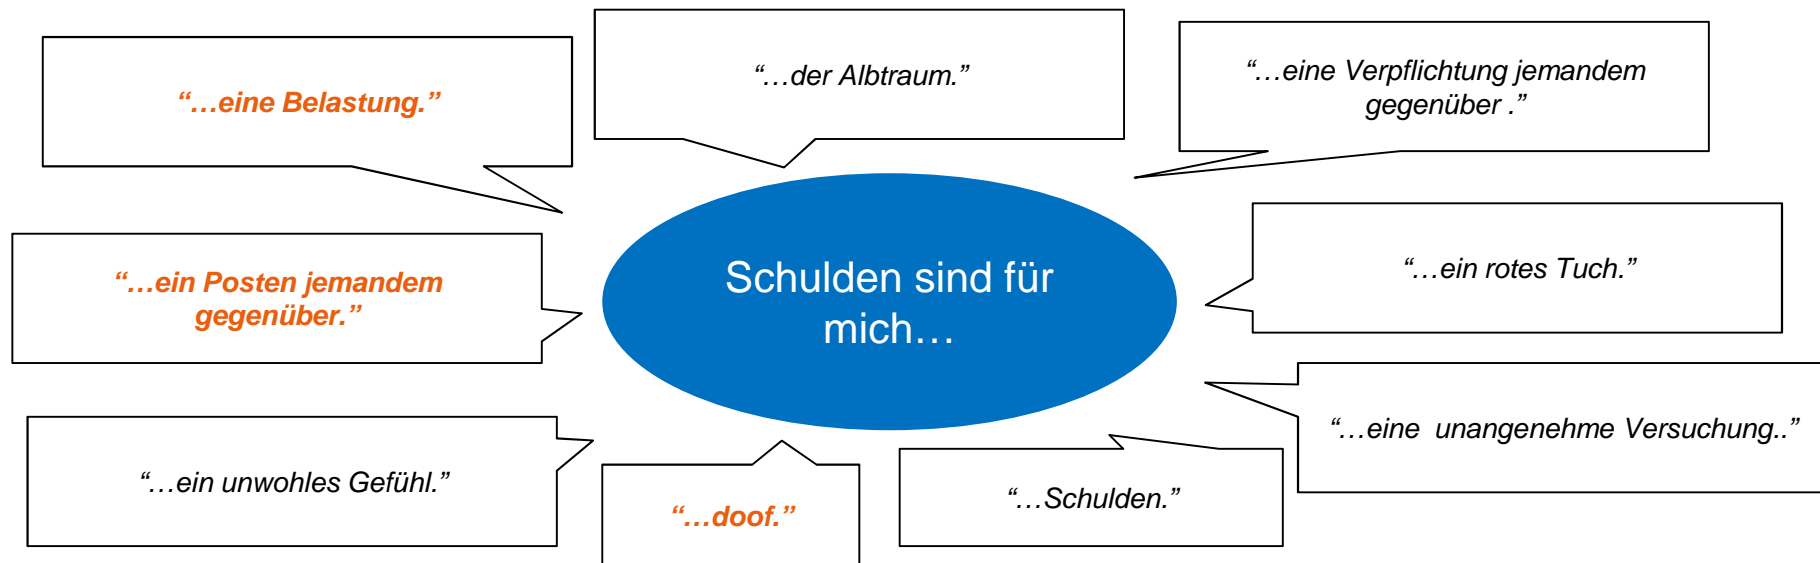 “…eine Belastung.”
“…der Albtraum.”
“…eine Verpflichtung jemandem
gegenüber .”
“…ein Posten jemandem
gegenüber.”
Schulden sind für
mich…
“…ein rotes Tuch.”
“…ein unwohles Gefühl.”
“…doof.”
“…Schulden.”
“…eine  unangenehme Versuchung..”